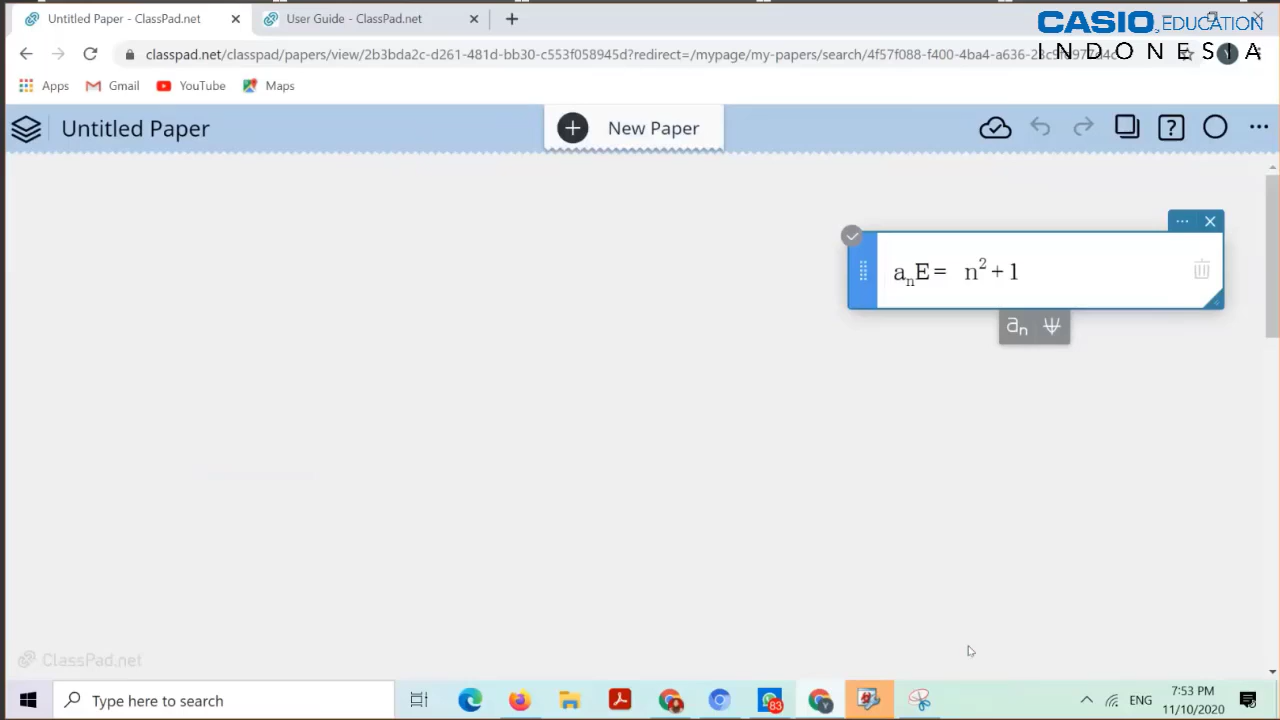 Untitled Paper - ClassPad.net
User Guide - ClassPad.net
CASIO EDUCATION
INDONESIA
classpad.net/classpad/papers/view/2b3bda2c-d261-481d-bb30-c553f058945d?redirect=/mypage/my-papers/search/4f57f088-f400-4ba4-a636-
Apps
Gmail
YouTube
Maps
Untitled Paper
New Paper
aₙE = n² + 1
aₙ
ClassPad.net
Type here to search
83
ENG
7:53 PM
11/10/2020